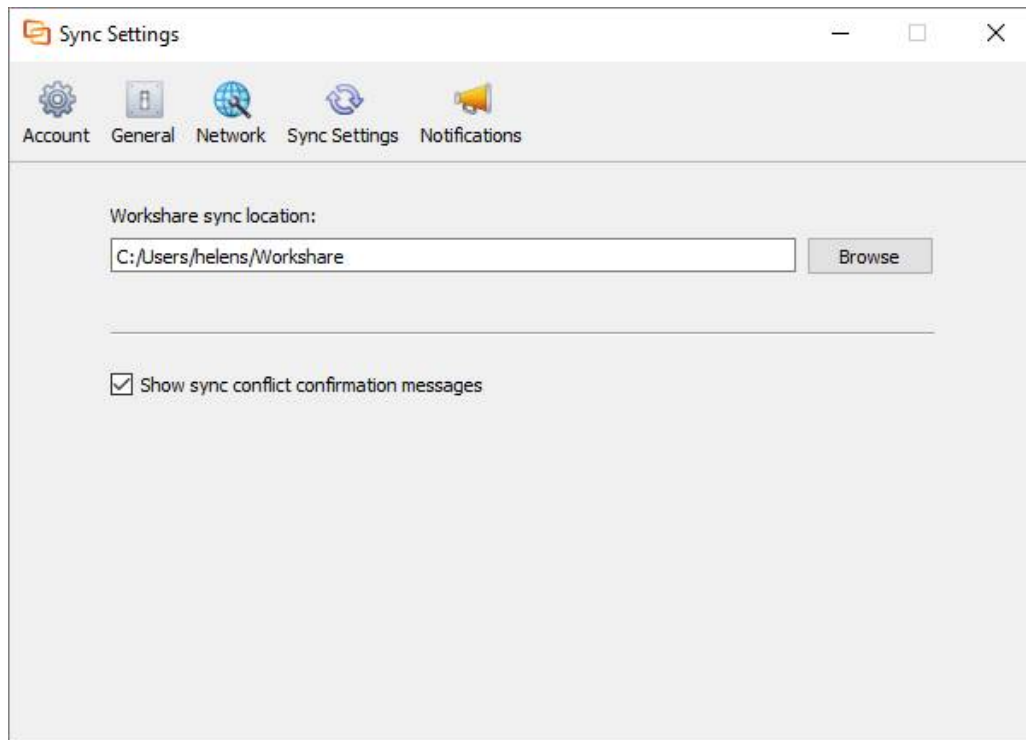 Sync Settings
Account General Network Sync Settings Notifications
Workshare sync location:
C:/Users/helens/Workshare Browse
Show sync conflict confirmation messages